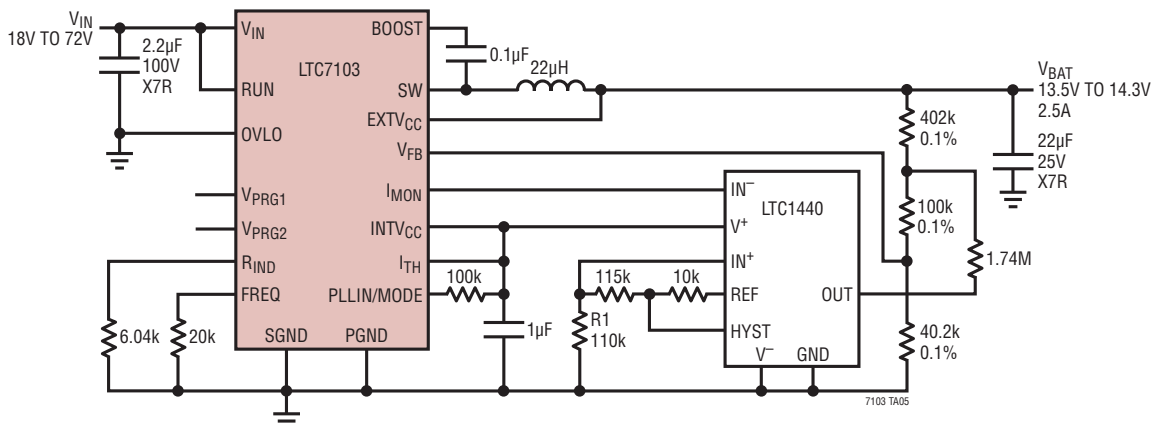 VIN
18V TO 72V
2.2µF
100V
X7R
VIN
BOOST
LTC7103
RUN
SW
OVLO
EXTVCC
VFB
VPRG1
IMON
VPRG2
INTVCC
RIND
ITH
FREQ
PLLIN/MODE
SGND
PGND
0.1µF
22µH
VBAT
13.5V TO 14.3V
2.5A
402k
0.1%
22µF
25V
X7R
100k
0.1%
1.74M
40.2k
0.1%
IN–
LTC1440
V+
IN+
REF
OUT
HYST
V–
GND
6.04k
20k
100k
1µF
115k
10k
R1
110k
7103 TA05